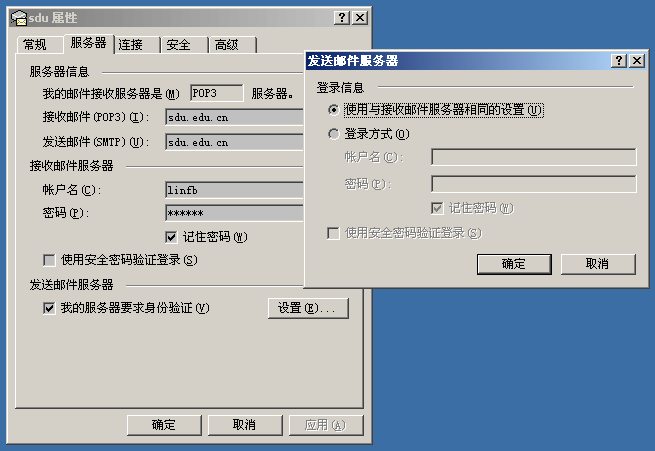 sdu 属性
常规 服务器 连接 安全 高级
服务器信息
我的邮件接收服务器是(M) POP3 服务器。
接收邮件(POP3)(I): sdu.edu.cn
发送邮件(SMTP)(U): sdu.edu.cn
接收邮件服务器
帐户名(C): linfb
密码(P): ******
记住密码(W)
使用安全密码验证登录(S)
发送邮件服务器
我的服务器要求身份验证(V) 设置(E)...
确定 取消 应用(A)
发送邮件服务器
登录信息
使用与接收邮件服务器相同的设置(U)
登录方式(O)
帐户名(C):
密码(P):
记住密码(W)
使用安全密码验证登录(S)
确定 取消